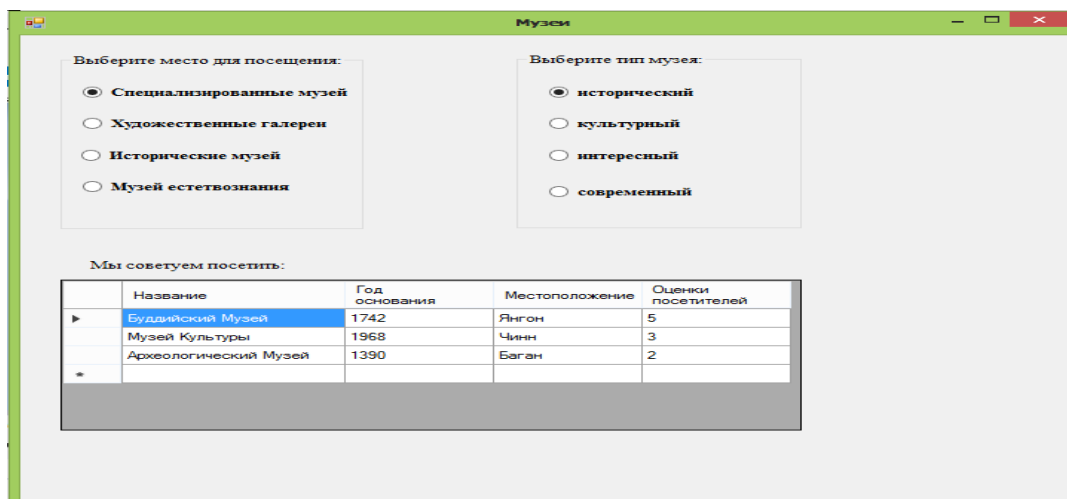 Музеи
Выберите место для посещения:
Специализированные музей
Художественные галереи
Исторические музей
Музей естетвознания
Выберите тип музея:
исторический
культурный
интересный
современный
Мы советуем посетить:
Название Год основания Местоположение Оценки посетителей
Буддийский Музей 1742 Янгон 5
Музей Культуры 1968 Чинн 3
Археологический Музей 1390 Баган 2